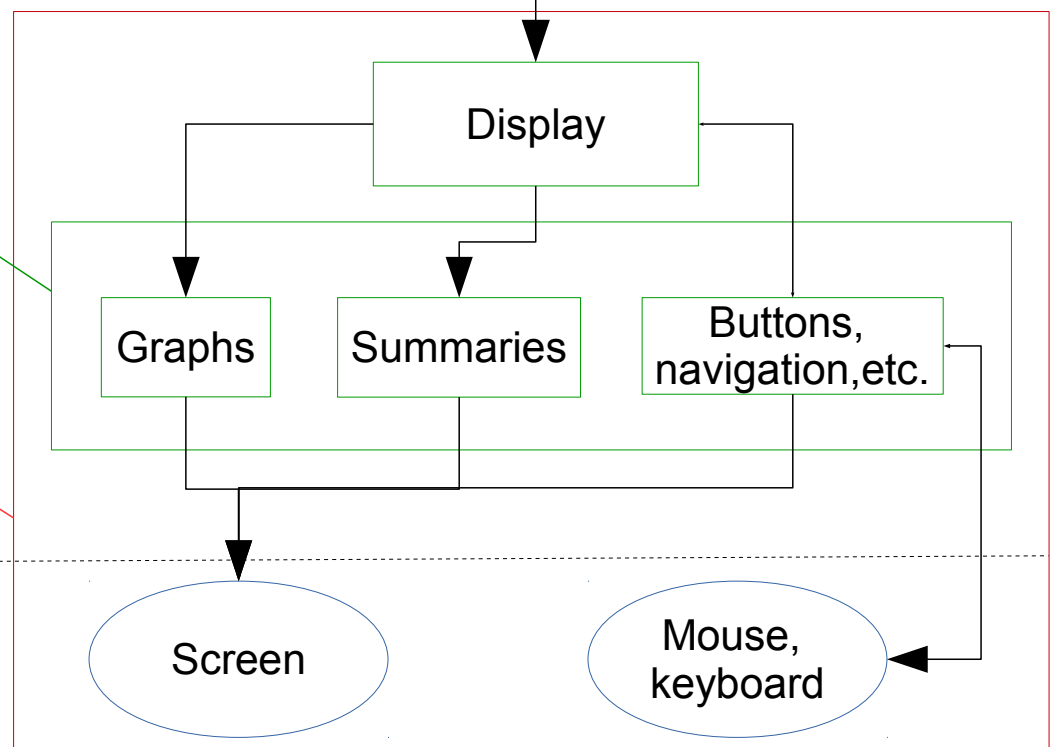 Display
Graphs
Summaries
Buttons,
navigation,etc.
Screen
Mouse,
keyboard